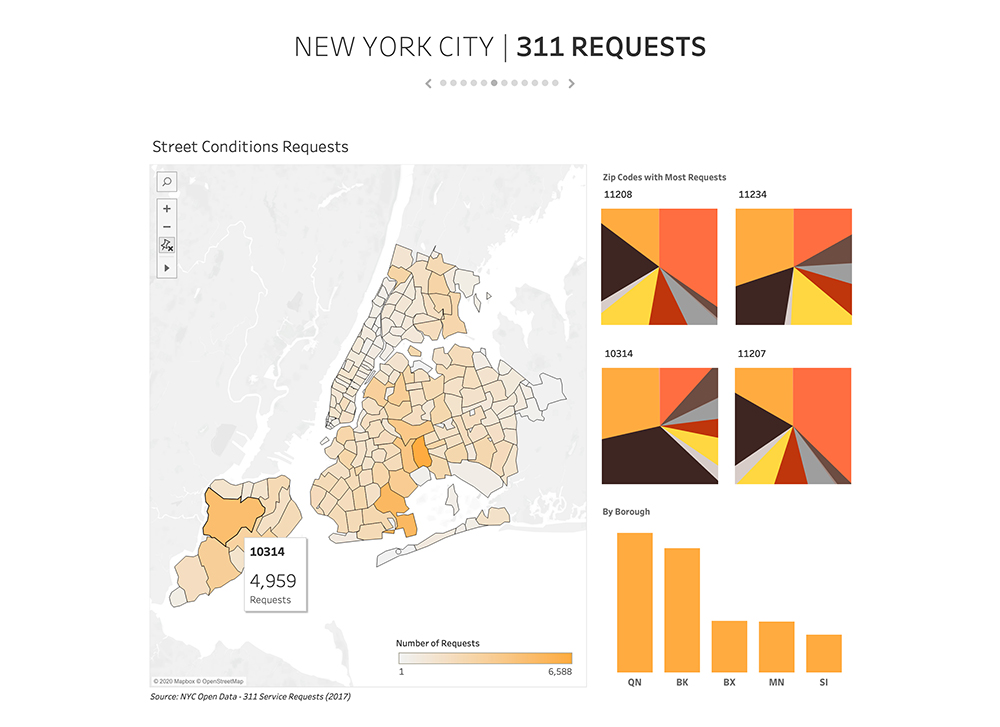 NEW YORK CITY | 311 REQUESTS
Street Conditions Requests
Zip Codes with Most Requests
11208
11234
10314
11207
10314
4,959
Requests
By Borough
Number of Requests
1
6,588
QN
BK
BX
MN
SI
© 2020 Mapbox © OpenStreetMap
Source: NYC Open Data - 311 Service Requests (2017)